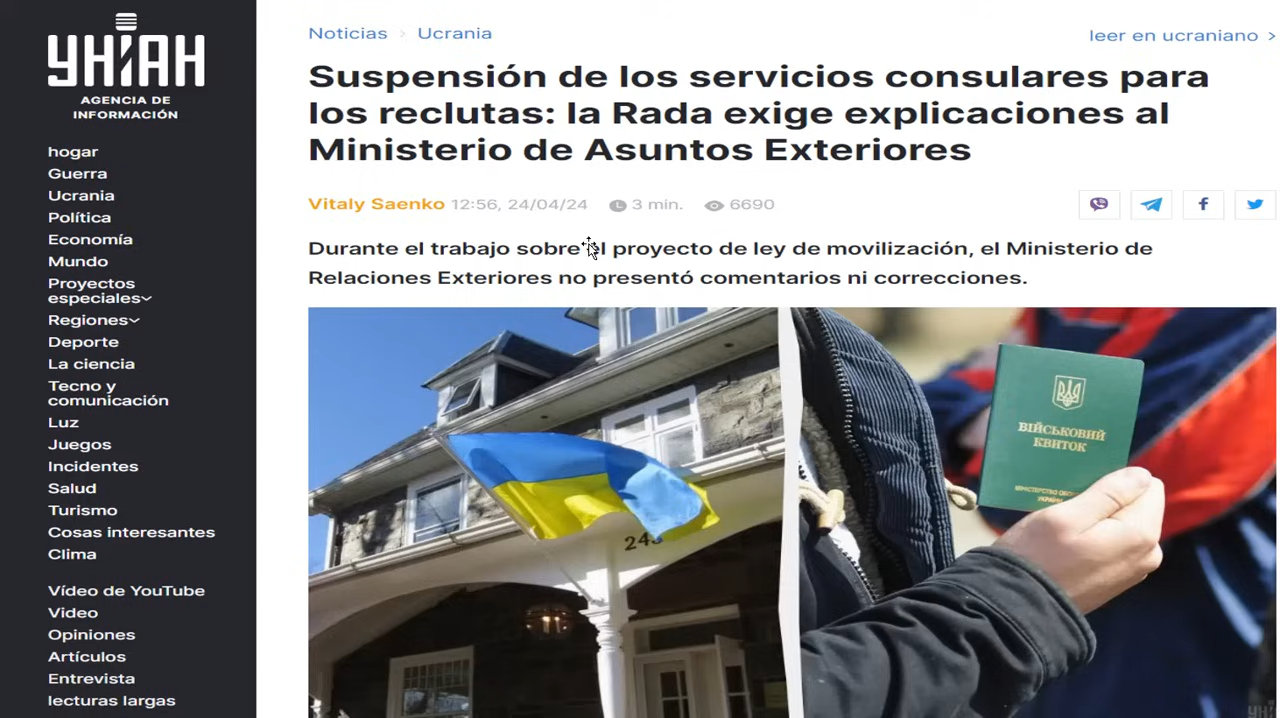 УНІАН
AGENCIA DE
INFORMACIÓN
hogar
Guerra
Ucrania
Política
Economía
Mundo
Proyectos
especiales
Regiones
Deporte
La ciencia
Tecno y
comunicación
Luz
Juegos
Incidentes
Salud
Turismo
Cosas interesantes
Clima
Vídeo de YouTube
Video
Opiniones
Artículos
Entrevista
lecturas largas
Noticias > Ucrania
leer en ucraniano >
Suspensión de los servicios consulares para
los reclutas: la Rada exige explicaciones al
Ministerio de Asuntos Exteriores
Vitaly Saenko 12:56, 24/04/24 3 min. 6690
Durante el trabajo sobre el proyecto de ley de movilización, el Ministerio de
Relaciones Exteriores no presentó comentarios ni correcciones.
ВІЙСЬКОВИЙ
КВИТОК
МІНІСТЕРСТВО
УКРАЇНИ